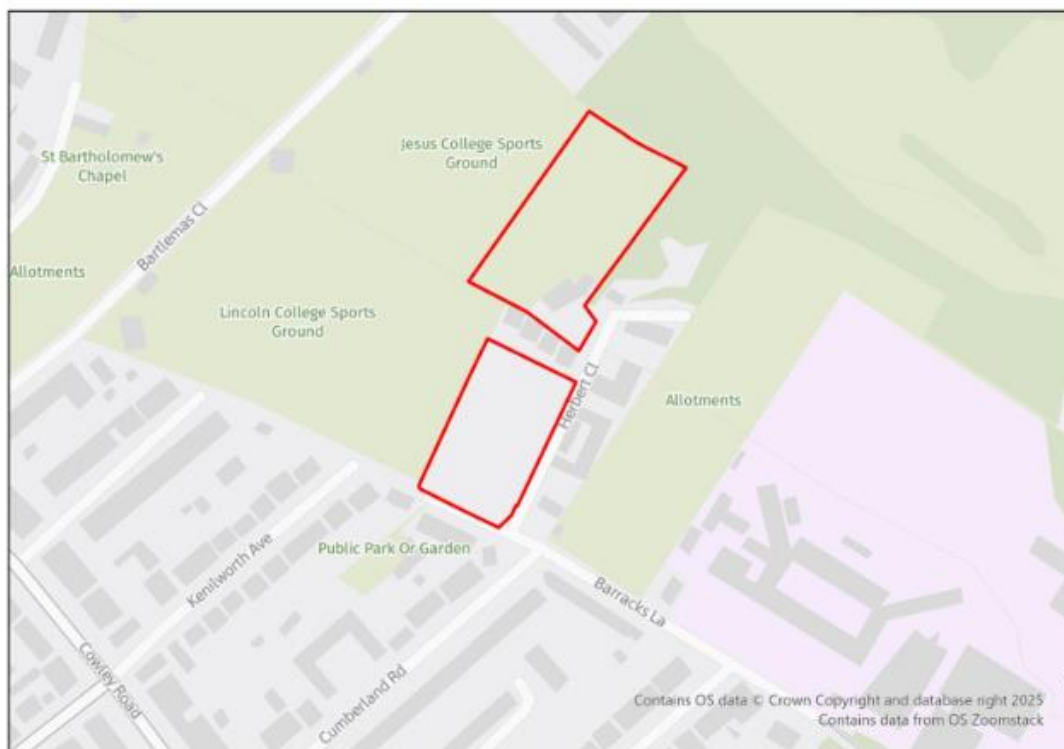 Jesus College Sports
Ground
St Bartholomew's
Chapel
Bartlemas Cl
Allotments
Lincoln College Sports
Ground
Herbert Cl
Allotments
Public Park Or Garden
Kenilworth Ave
Barracks La
Cowley Road
Cumberland Rd
Contains OS data © Crown Copyright and database right 2025
Contains data from OS Zoomstack